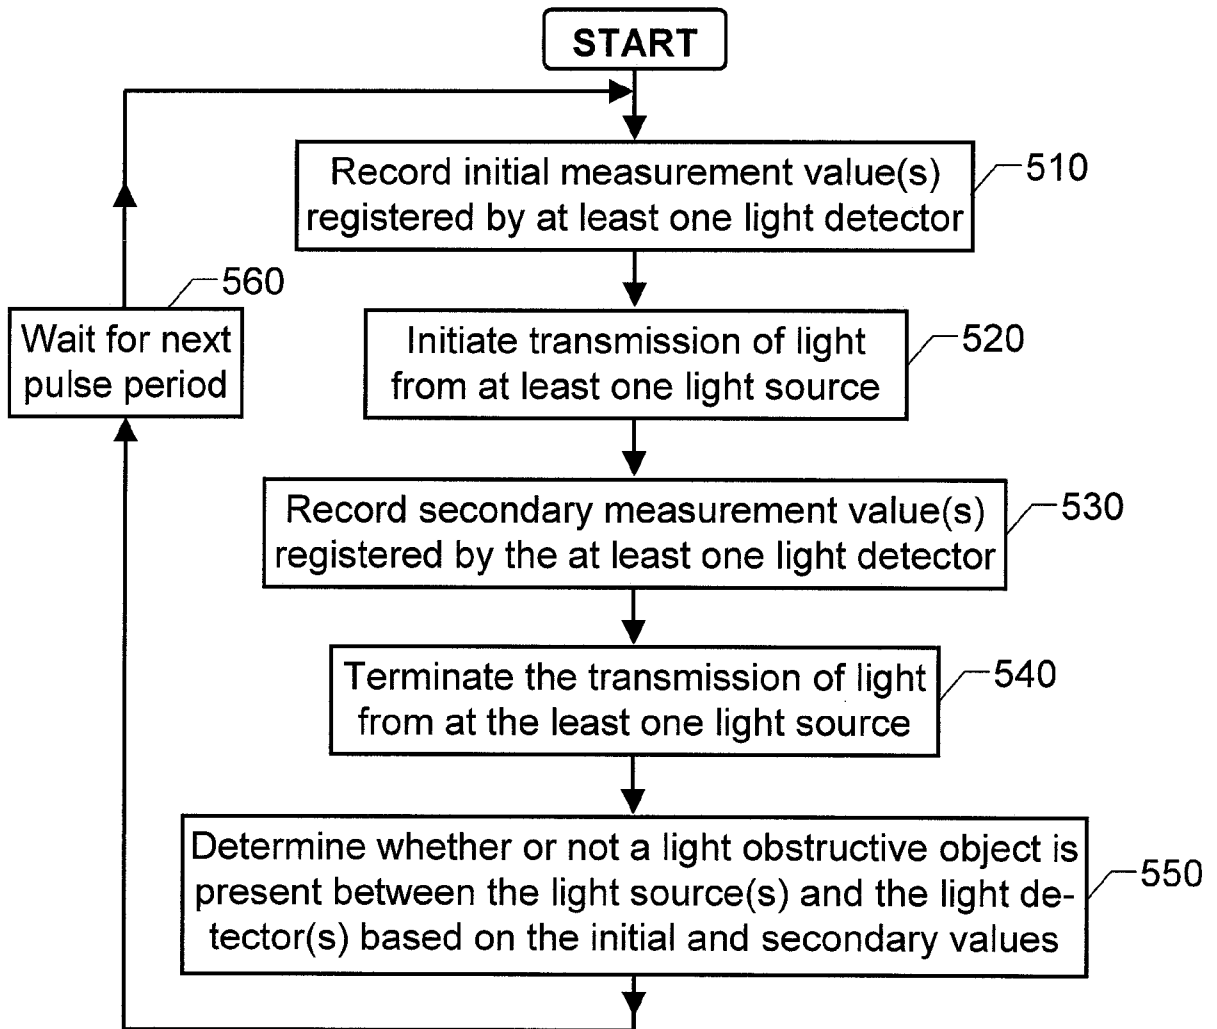 START
Record initial measurement value(s)
registered by at least one light detector
510
Initiate transmission of light
from at least one light source
520
Record secondary measurement value(s)
registered by the at least one light detector
530
Terminate the transmission of light
from at the least one light source
540
Determine whether or not a light obstructive object is
present between the light source(s) and the light de-
tector(s) based on the initial and secondary values
550
Wait for next
pulse period
560